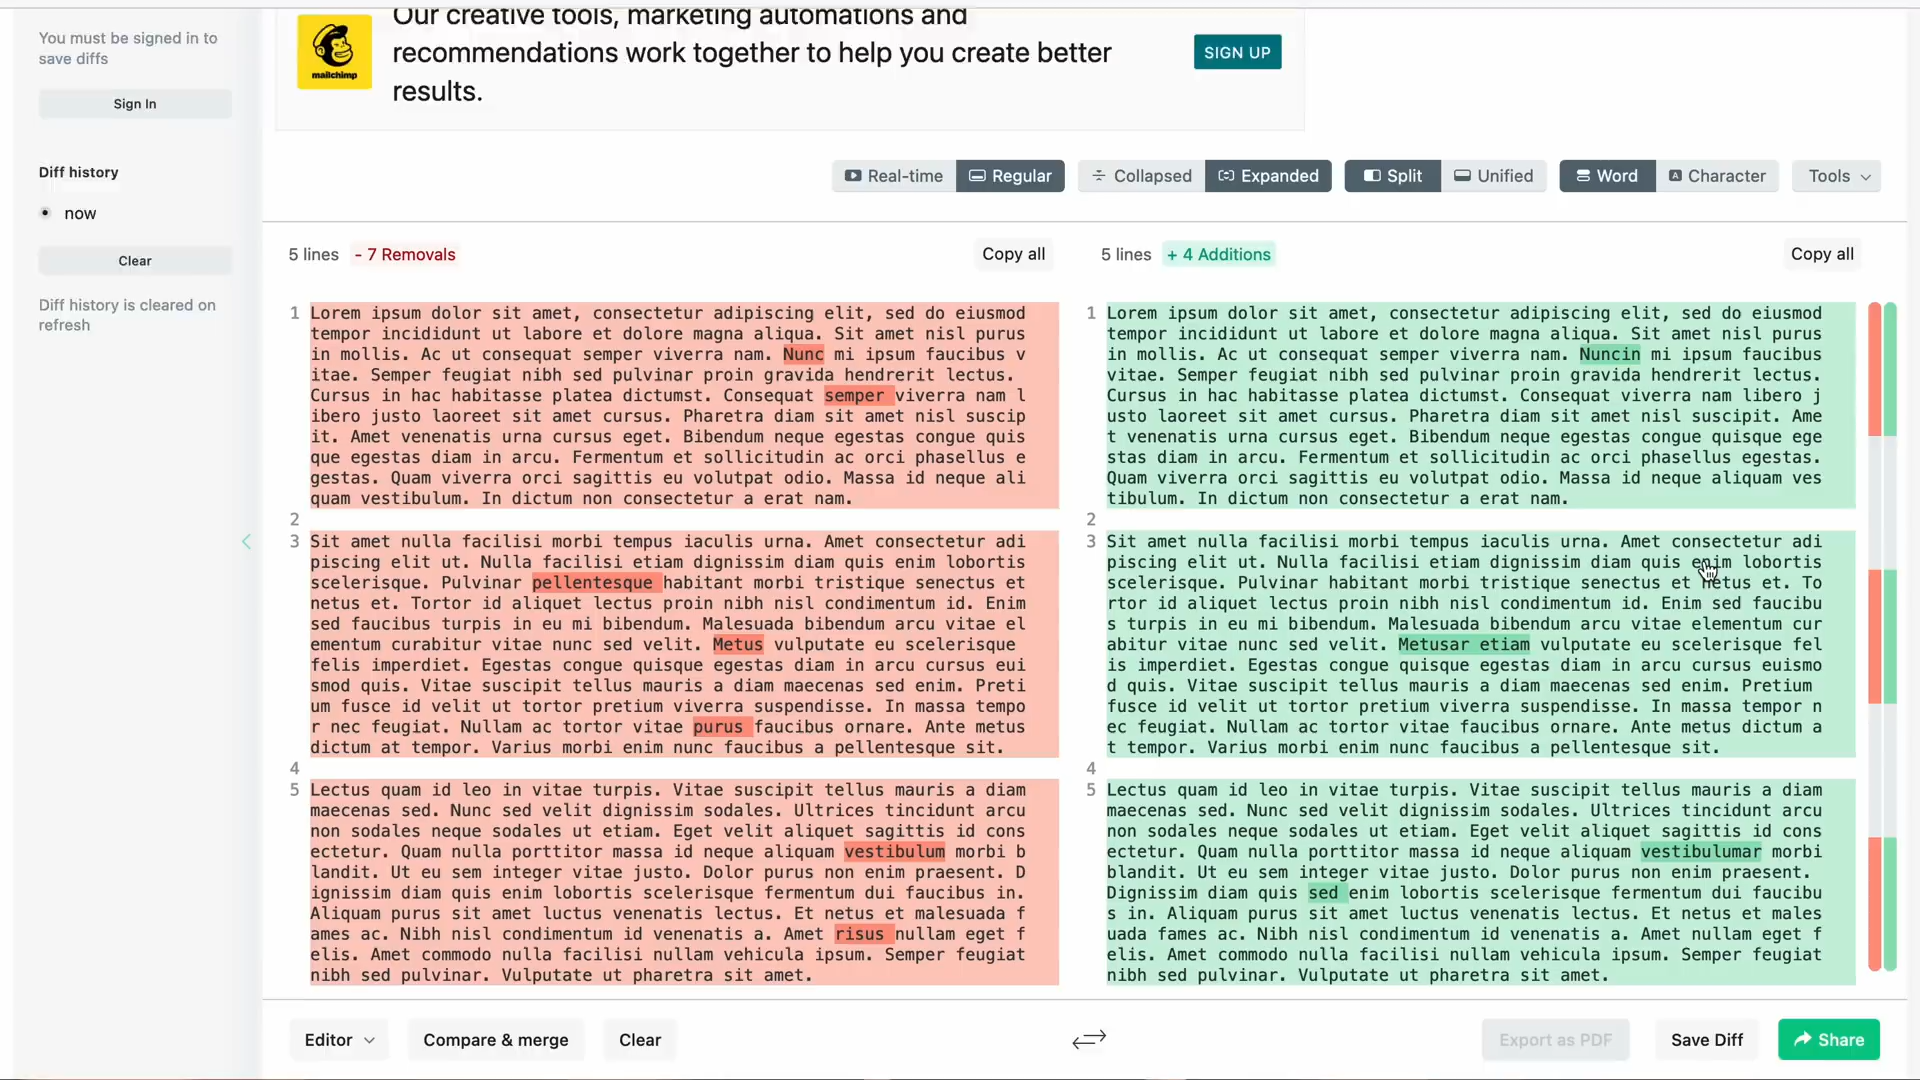 You must be signed in to
save diffs
Sign In
Diff history
now
Clear
Diff history is cleared on
refresh
mailchimp
Our creative tools, marketing automations and
recommendations work together to help you create better
results.
SIGN UP
Real-time Regular Collapsed Expanded Split Unified Word Character Tools
5 lines - 7 Removals Copy all
1 Lorem ipsum dolor sit amet, consectetur adipiscing elit, sed do eiusmod
tempor incididunt ut labore et dolore magna aliqua. Sit amet nisl purus
in mollis. Ac ut consequat semper viverra nam. Nunc mi ipsum faucibus v
itae. Semper feugiat nibh sed pulvinar proin gravida hendrerit lectus.
Cursus in hac habitasse platea dictumst. Consequat semper viverra nam l
ibero justo laoreet sit amet cursus. Pharetra diam sit amet nisl suscip
it. Amet venenatis urna cursus eget. Bibendum neque egestas congue quis
que egestas diam in arcu. Fermentum et sollicitudin ac orci phasellus e
gestas. Quam viverra orci sagittis eu volutpat odio. Massa id neque ali
quam vestibulum. In dictum non consectetur a erat nam.
2
3 Sit amet nulla facilisi morbi tempus iaculis urna. Amet consectetur adi
piscing elit ut. Nulla facilisi etiam dignissim diam quis enim lobortis
scelerisque. Pulvinar pellentesque habitant morbi tristique senectus et
netus et. Tortor id aliquet lectus proin nibh nisl condimentum id. Enim
sed faucibus turpis in eu mi bibendum. Malesuada bibendum arcu vitae el
ementum curabitur vitae nunc sed velit. Metus vulputate eu scelerisque
felis imperdiet. Egestas congue quisque egestas diam in arcu cursus eui
smod quis. Vitae suscipit tellus mauris a diam maecenas sed enim. Preti
um fusce id velit ut tortor pretium viverra suspendisse. In massa tempo
r nec feugiat. Nullam ac tortor vitae purus faucibus ornare. Ante metus
dictum at tempor. Varius morbi enim nunc faucibus a pellentesque sit.
4
5 Lectus quam id leo in vitae turpis. Vitae suscipit tellus mauris a diam
maecenas sed. Nunc sed velit dignissim sodales. Ultrices tincidunt arcu
non sodales neque sodales ut etiam. Eget velit aliquet sagittis id cons
ectetur. Quam nulla porttitor massa id neque aliquam vestibulum morbi b
landit. Ut eu sem integer vitae justo. Dolor purus non enim praesent. D
ignissim diam quis enim lobortis scelerisque fermentum dui faucibus in.
Aliquam purus sit amet luctus venenatis lectus. Et netus et malesuada f
ames ac. Nibh nisl condimentum id venenatis a. Amet risus nullam eget f
elis. Amet commodo nulla facilisi nullam vehicula ipsum. Semper feugiat
nibh sed pulvinar. Vulputate ut pharetra sit amet.
5 lines + 4 Additions Copy all
1 Lorem ipsum dolor sit amet, consectetur adipiscing elit, sed do eiusmod
tempor incididunt ut labore et dolore magna aliqua. Sit amet nisl purus
in mollis. Ac ut consequat semper viverra nam. Nuncin mi ipsum faucibus
vitae. Semper feugiat nibh sed pulvinar proin gravida hendrerit lectus.
Cursus in hac habitasse platea dictumst. Consequat viverra nam libero j
usto laoreet sit amet cursus. Pharetra diam sit amet nisl suscipit. Ame
t venenatis urna cursus eget. Bibendum neque egestas congue quisque ege
stas diam in arcu. Fermentum et sollicitudin ac orci phasellus egestas.
Quam viverra orci sagittis eu volutpat odio. Massa id neque aliquam ves
tibulum. In dictum non consectetur a erat nam.
2
3 Sit amet nulla facilisi morbi tempus iaculis urna. Amet consectetur adi
piscing elit ut. Nulla facilisi etiam dignissim diam quis enim lobortis
scelerisque. Pulvinar habitant morbi tristique senectus et netus et. To
rtor id aliquet lectus proin nibh nisl condimentum id. Enim sed faucibu
s turpis in eu mi bibendum. Malesuada bibendum arcu vitae elementum cur
abitur vitae nunc sed velit. Metusar etiam vulputate eu scelerisque fel
is imperdiet. Egestas congue quisque egestas diam in arcu cursus euismo
d quis. Vitae suscipit tellus mauris a diam maecenas sed enim. Pretium
fusce id velit ut tortor pretium viverra suspendisse. In massa tempor n
ec feugiat. Nullam ac tortor vitae faucibus ornare. Ante metus dictum a
t tempor. Varius morbi enim nunc faucibus a pellentesque sit.
4
5 Lectus quam id leo in vitae turpis. Vitae suscipit tellus mauris a diam
maecenas sed. Nunc sed velit dignissim sodales. Ultrices tincidunt arcu
non sodales neque sodales ut etiam. Eget velit aliquet sagittis id cons
ectetur. Quam nulla porttitor massa id neque aliquam vestibulumar morbi
blandit. Ut eu sem integer vitae justo. Dolor purus non enim praesent.
Dignissim diam quis sed enim lobortis scelerisque fermentum dui faucibu
s in. Aliquam purus sit amet luctus venenatis lectus. Et netus et males
uada fames ac. Nibh nisl condimentum id venenatis a. Amet nullam eget f
elis. Amet commodo nulla facilisi nullam vehicula ipsum. Semper feugiat
nibh sed pulvinar. Vulputate ut pharetra sit amet.
Editor Compare & merge Clear Export as PDF Save Diff Share